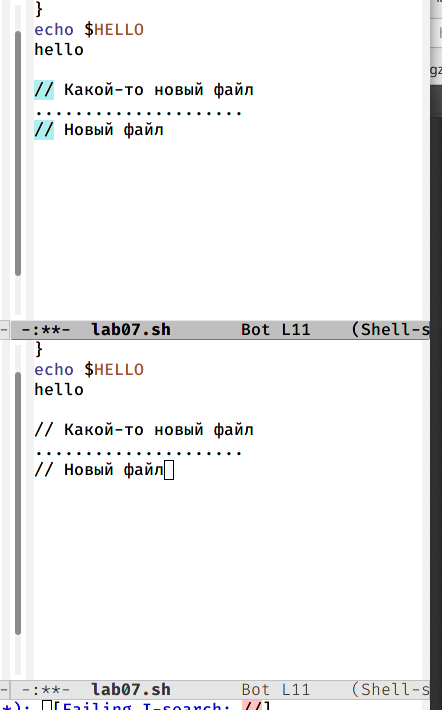 }
echo $HELLO
hello
// Какой-то новый файл
.....................
// Новый файл
- -:**-  lab07.sh       Bot L11    (Shell-s
}
echo $HELLO
hello
// Какой-то новый файл
.....................
// Новый файл
- -:**-  lab07.sh       Bot L11    (Shell-s
*): [Failing I-search: //]
gz